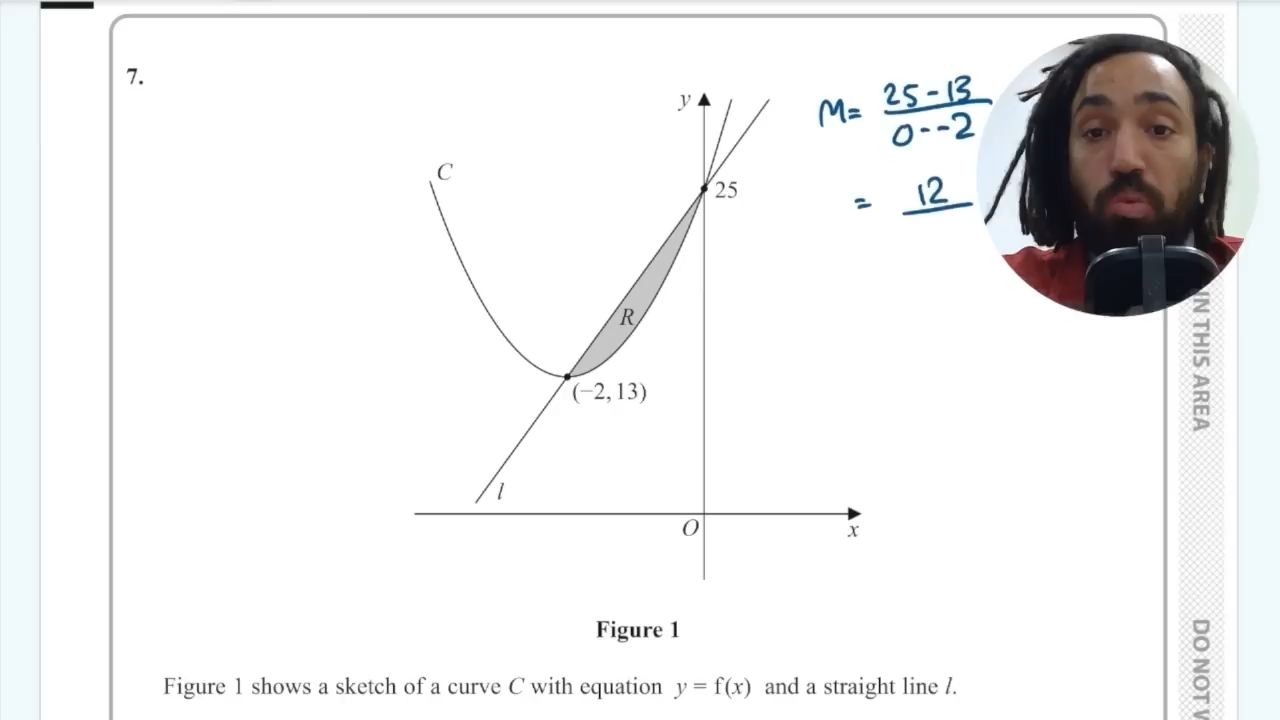 7.
y
C
25
R
(−2, 13)
l
O
x
M= 25-13
0--2
= 12
Figure 1
Figure 1 shows a sketch of a curve C with equation y = f(x) and a straight line l.
IN THIS AREA
DO NOT